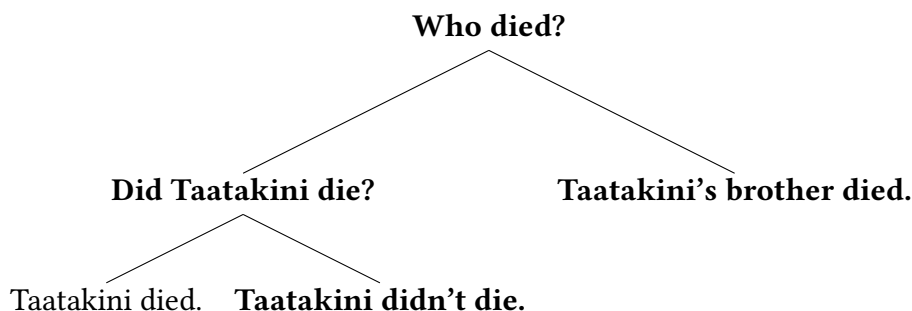 Who died?
Did Taatakini die?
Taatakini’s brother died.
Taatakini died.
Taatakini didn’t die.